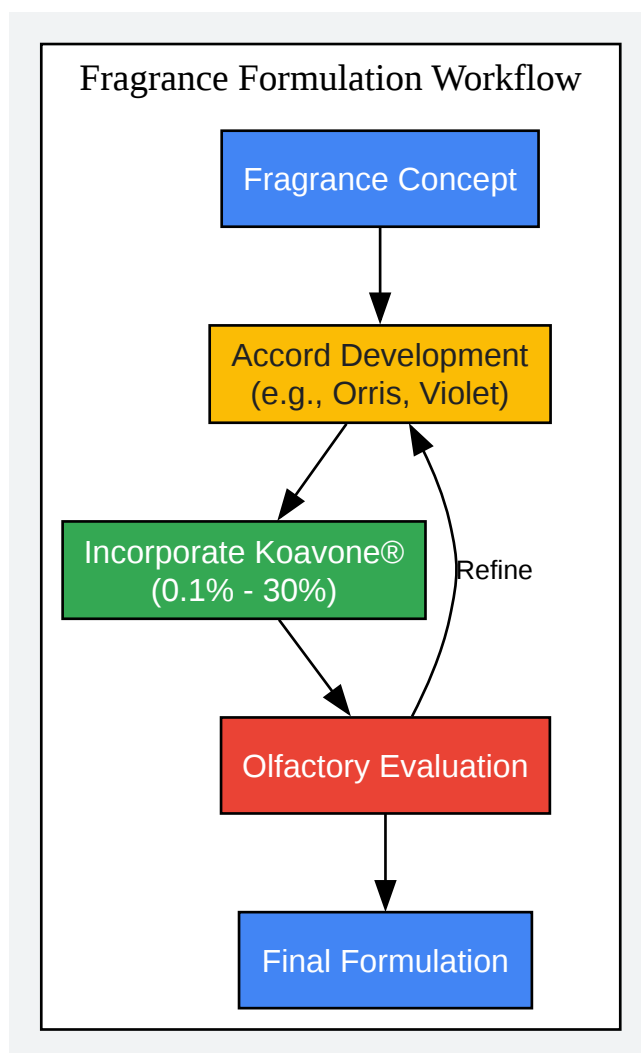 Fragrance Formulation Workflow
Fragrance Concept
Accord Development
(e.g., Orris, Violet)
Incorporate Koavone®
(0.1% - 30%)
Refine
Olfactory Evaluation
Final Formulation